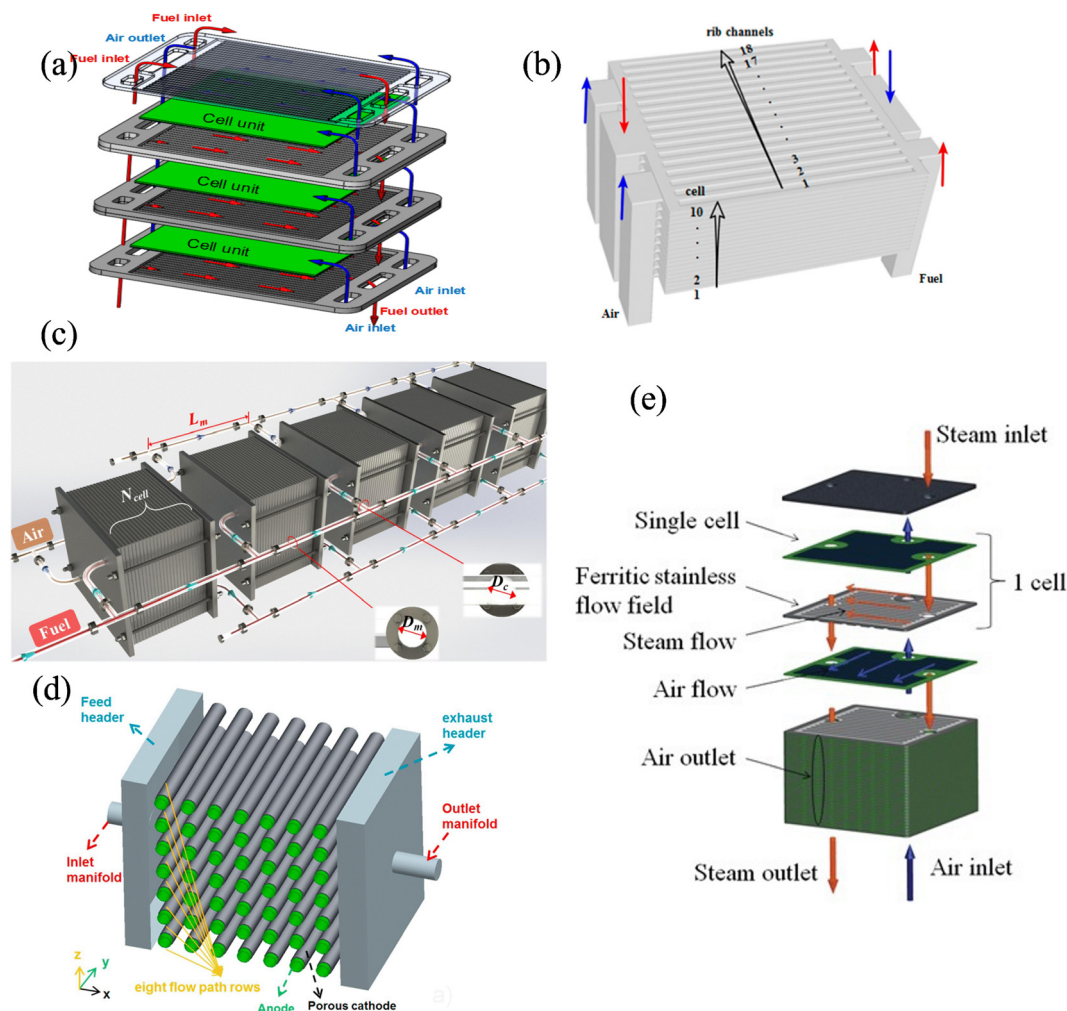 (a)
Fuel inlet
Air outlet
Fuel inlet
Cell unit
Cell unit
Cell unit
Air inlet
Fuel outlet
Air inlet
(b)
rib channels
18
17
3
2
1
cell
10
2
1
Air
Fuel
(c)
Lm
Ncell
Air
Fuel
Dc
Dm
(d)
Feed
header
exhaust
header
Outlet
manifold
Inlet
manifold
z
y
x
eight flow path rows
Anode
Porous cathode
a)
(e)
Steam inlet
Single cell
Ferritic stainless
flow field
1 cell
Steam flow
Air flow
Air outlet
Steam outlet
Air inlet